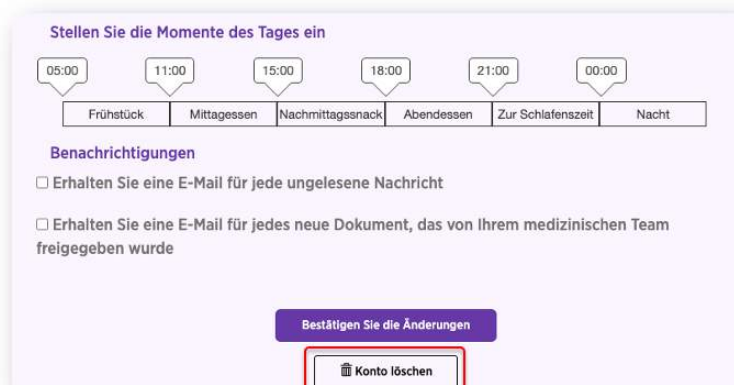 Stellen Sie die Momente des Tages ein
05:00 11:00 15:00 18:00 21:00 00:00
Frühstück Mittagessen Nachmittagssnack Abendessen Zur Schlafenszeit Nacht
Benachrichtigungen
Erhalten Sie eine E-Mail für jede ungelesene Nachricht
Erhalten Sie eine E-Mail für jedes neue Dokument, das von Ihrem medizinischen Team
freigegeben wurde
Bestätigen Sie die Änderungen
Konto löschen